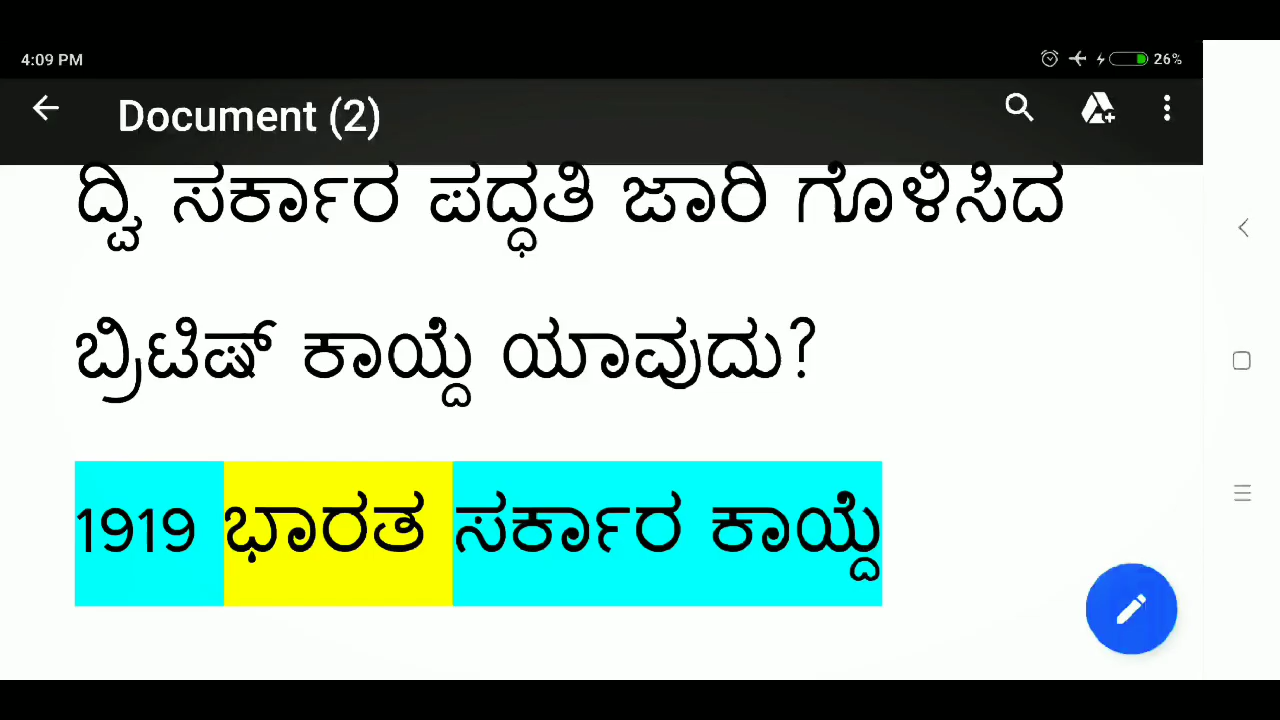 4:09 PM
26%
Document (2)
ದ್ವಿ ಸರ್ಕಾರ ಪದ್ಧತಿ ಜಾರಿ ಗೊಳಿಸಿದ
ಬ್ರಿಟಿಷ್ ಕಾಯ್ದೆ ಯಾವುದು?
1919 ಭಾರತ ಸರ್ಕಾರ ಕಾಯ್ದೆ